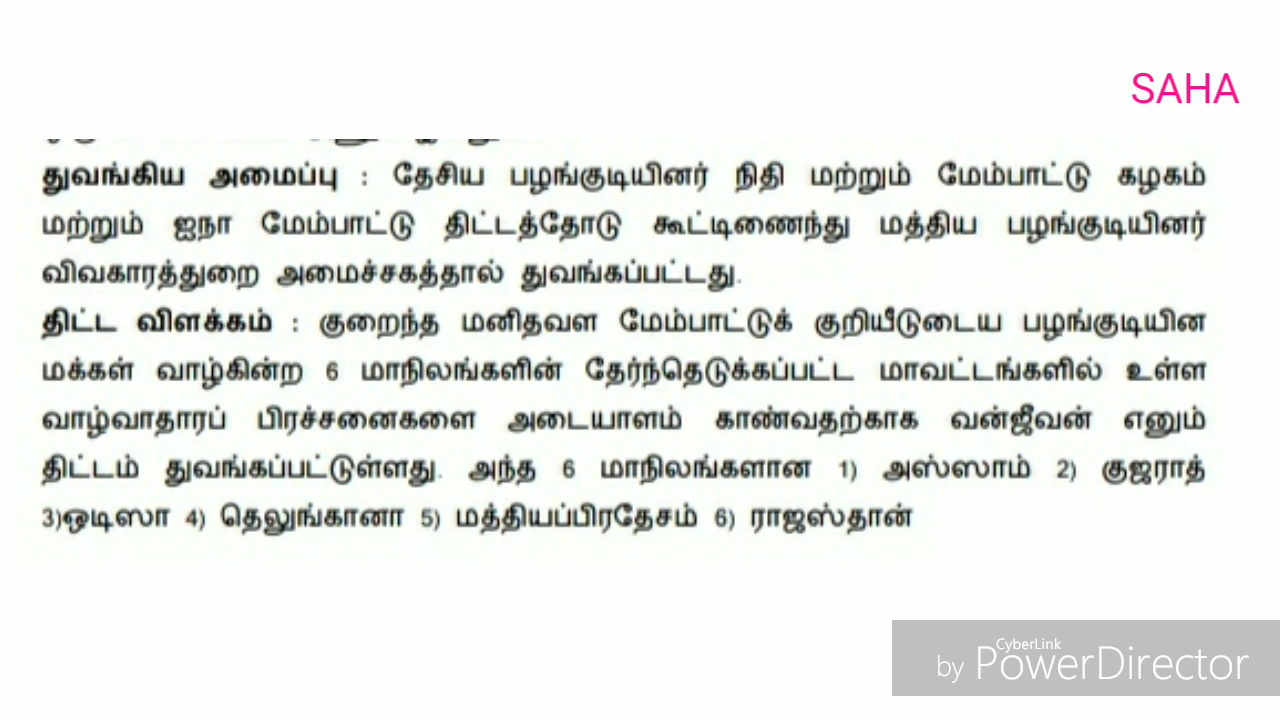 SAHA
துவங்கிய அமைப்பு : தேசிய பழங்குடியினர் நிதி மற்றும் மேம்பாட்டு கழகம்
மற்றும் ஐநா மேம்பாட்டு திட்டத்தோடு கூட்டிணைந்து மத்திய பழங்குடியினர்
விவகாரத்துறை அமைச்சகத்தால் துவங்கப்பட்டது.
திட்ட விளக்கம் : குறைந்த மனிதவள மேம்பாட்டுக் குறியீடுடைய பழங்குடியின
மக்கள் வாழ்கின்ற 6 மாநிலங்களின் தேர்ந்தெடுக்கப்பட்ட மாவட்டங்களில் உள்ள
வாழ்வாதாரப் பிரச்சனைகளை அடையாளம் காண்வதற்காக வன்ஜீவன் எனும்
திட்டம் துவங்கப்பட்டுள்ளது. அந்த 6 மாநிலங்களான 1) அஸ்ஸாம் 2) குஜராத்
3)ஒடிஸா 4) தெலுங்கானா 5) மத்தியப்பிரதேசம் 6) ராஜஸ்தான்
CyberLink
by PowerDirector